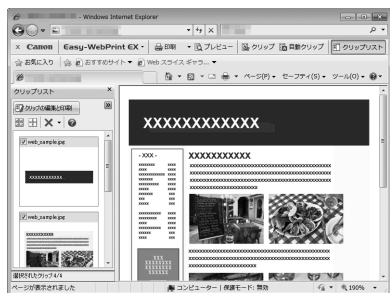 - Windows Internet Explorer
× Canon Easy-WebPrint EX ▾ 印刷 ▾ プレビュー クリップ 自動クリップ クリップリスト
お気に入り おすすめサイト ▾ Web スライス ギャラ... ▾
ページ(P) ▾ セーフティ(S) ▾ ツール(O) ▾
クリップリスト ×
クリップの編集と印刷
web_sample.jpg
XXXXXXXXXXXXX
web_sample.jpg
選択されたクリップ 4/4
XXXXXXXXXXXXX
- XXX -
XXXXXXXXXXX
XXX
XXXXXXX
XXXXXXX
XXXXXXX
ページが表示されました コンピューター | 保護モード: 無効 190% ▾